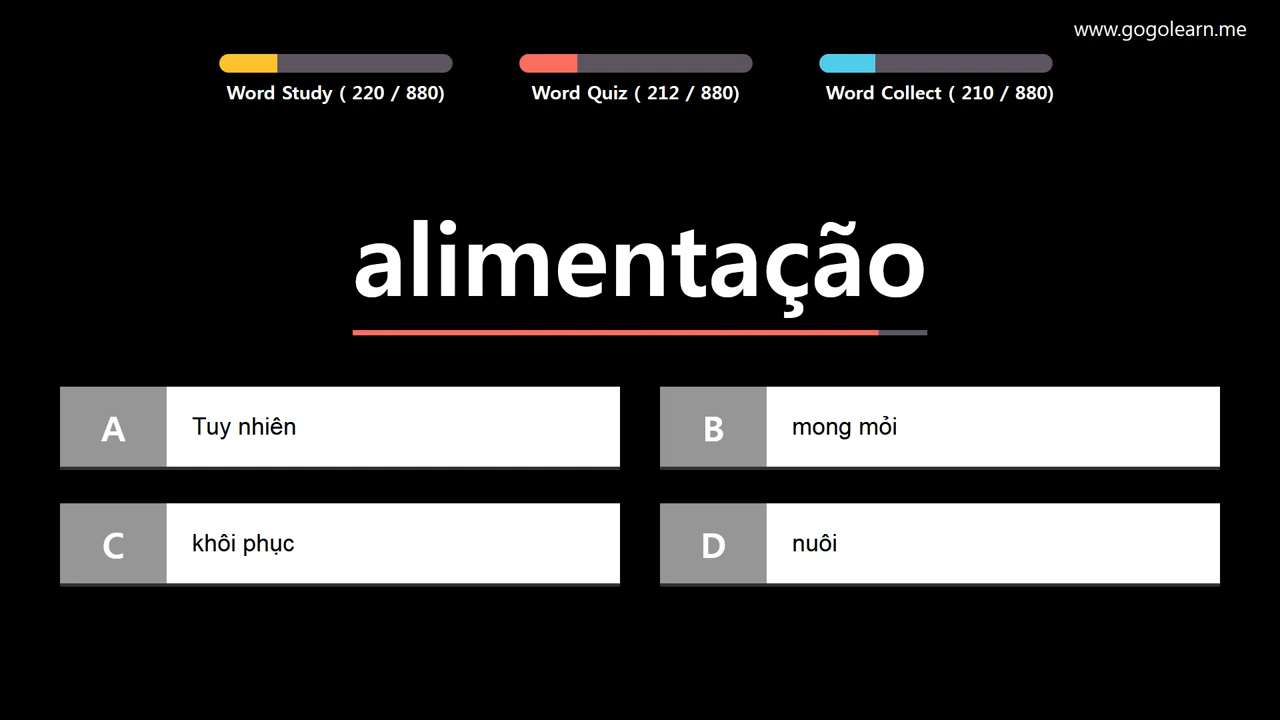 www.gogolearn.me
Word Study ( 220 / 880)
Word Quiz ( 212 / 880)
Word Collect ( 210 / 880)
alimentação
A
Tuy nhiên
B
mong mỏi
C
khôi phục
D
nuôi